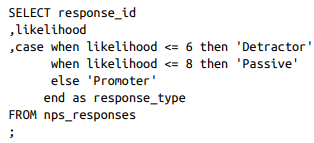 SELECT response_id
,likelihood
,case when likelihood <= 6 then 'Detractor'
when likelihood <= 8 then 'Passive'
else 'Promoter'
end as response_type
FROM nps_responses
;